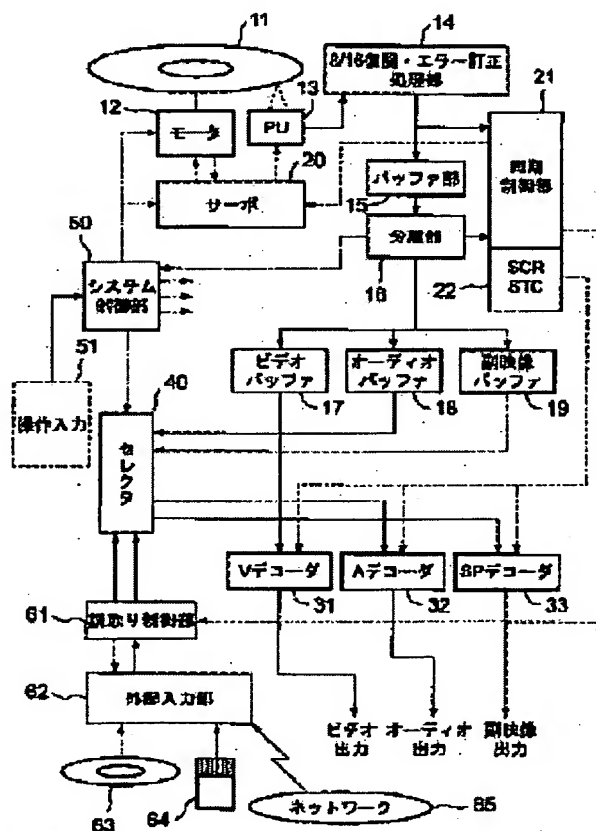 11
14
8/16復調・エラー訂正
処理部
21
12
13
モータ
PU
20
サーボ
バッファ部
15
同期
制御部
50
分離部
16
22
SCR
STC
システム
制御部
51
操作入力
40
セレクタ
ビデオ
バッファ
17
オーディオ
バッファ
18
副映像
バッファ
19
Vデコーダ
31
Aデコーダ
32
SPデコーダ
33
61
読取り制御部
62
外部入力部
63
64
ネットワーク
65
ビデオ
出力
オーディオ
出力
副映像
出力